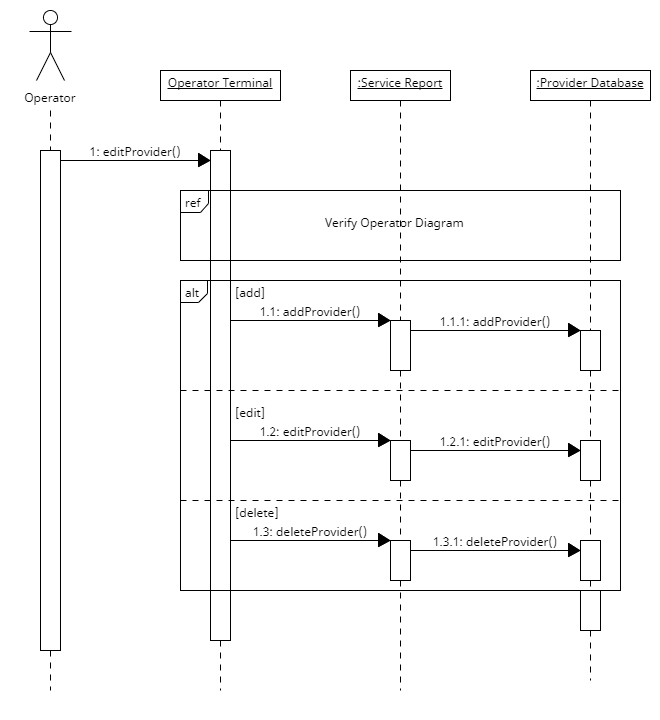 Operator
Operator Terminal
:Service Report
:Provider Database
1: editProvider()
ref
Verify Operator Diagram
alt
[add]
1.1: addProvider()
1.1.1: addProvider()
[edit]
1.2: editProvider()
1.2.1: editProvider()
[delete]
1.3: deleteProvider()
1.3.1: deleteProvider()